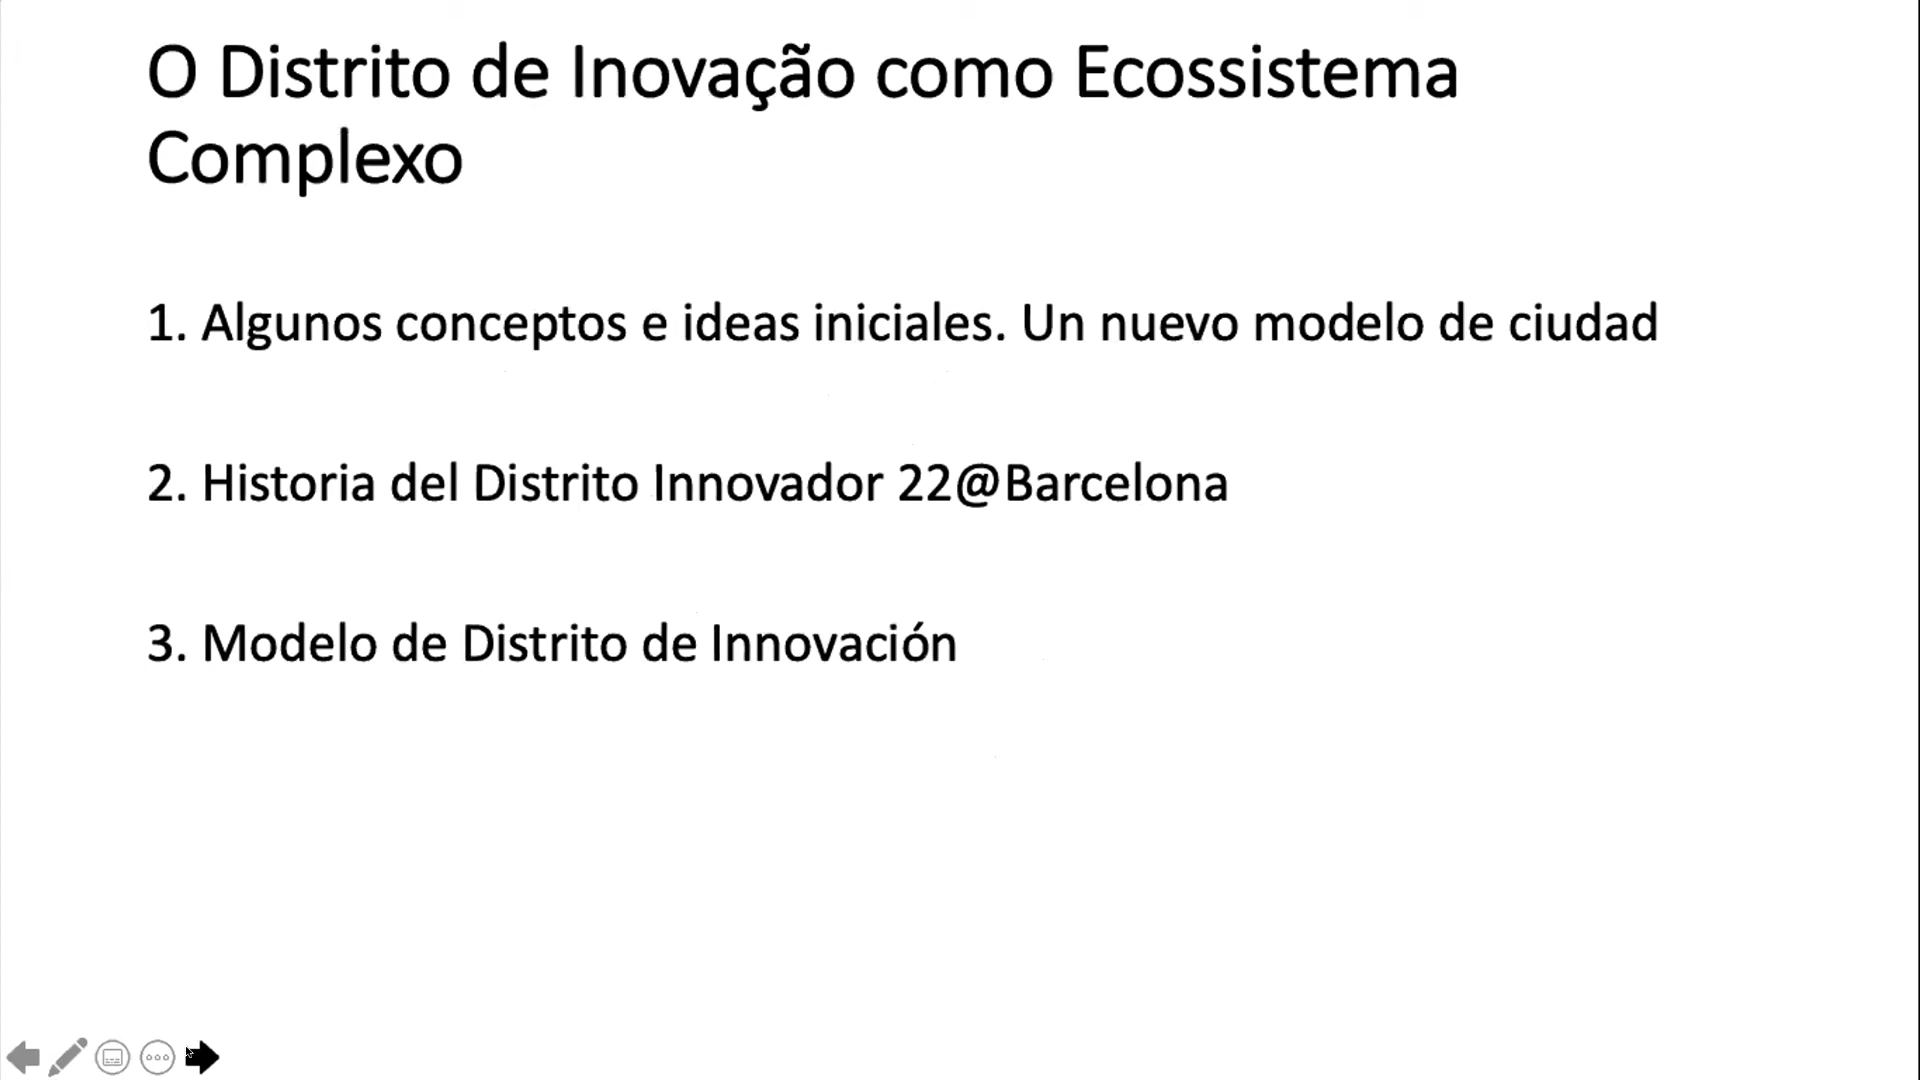 O Distrito de Inovação como Ecossistema
Complexo
1. Algunos conceptos e ideas iniciales. Un nuevo modelo de ciudad
2. Historia del Distrito Innovador 22@Barcelona
3. Modelo de Distrito de Innovación